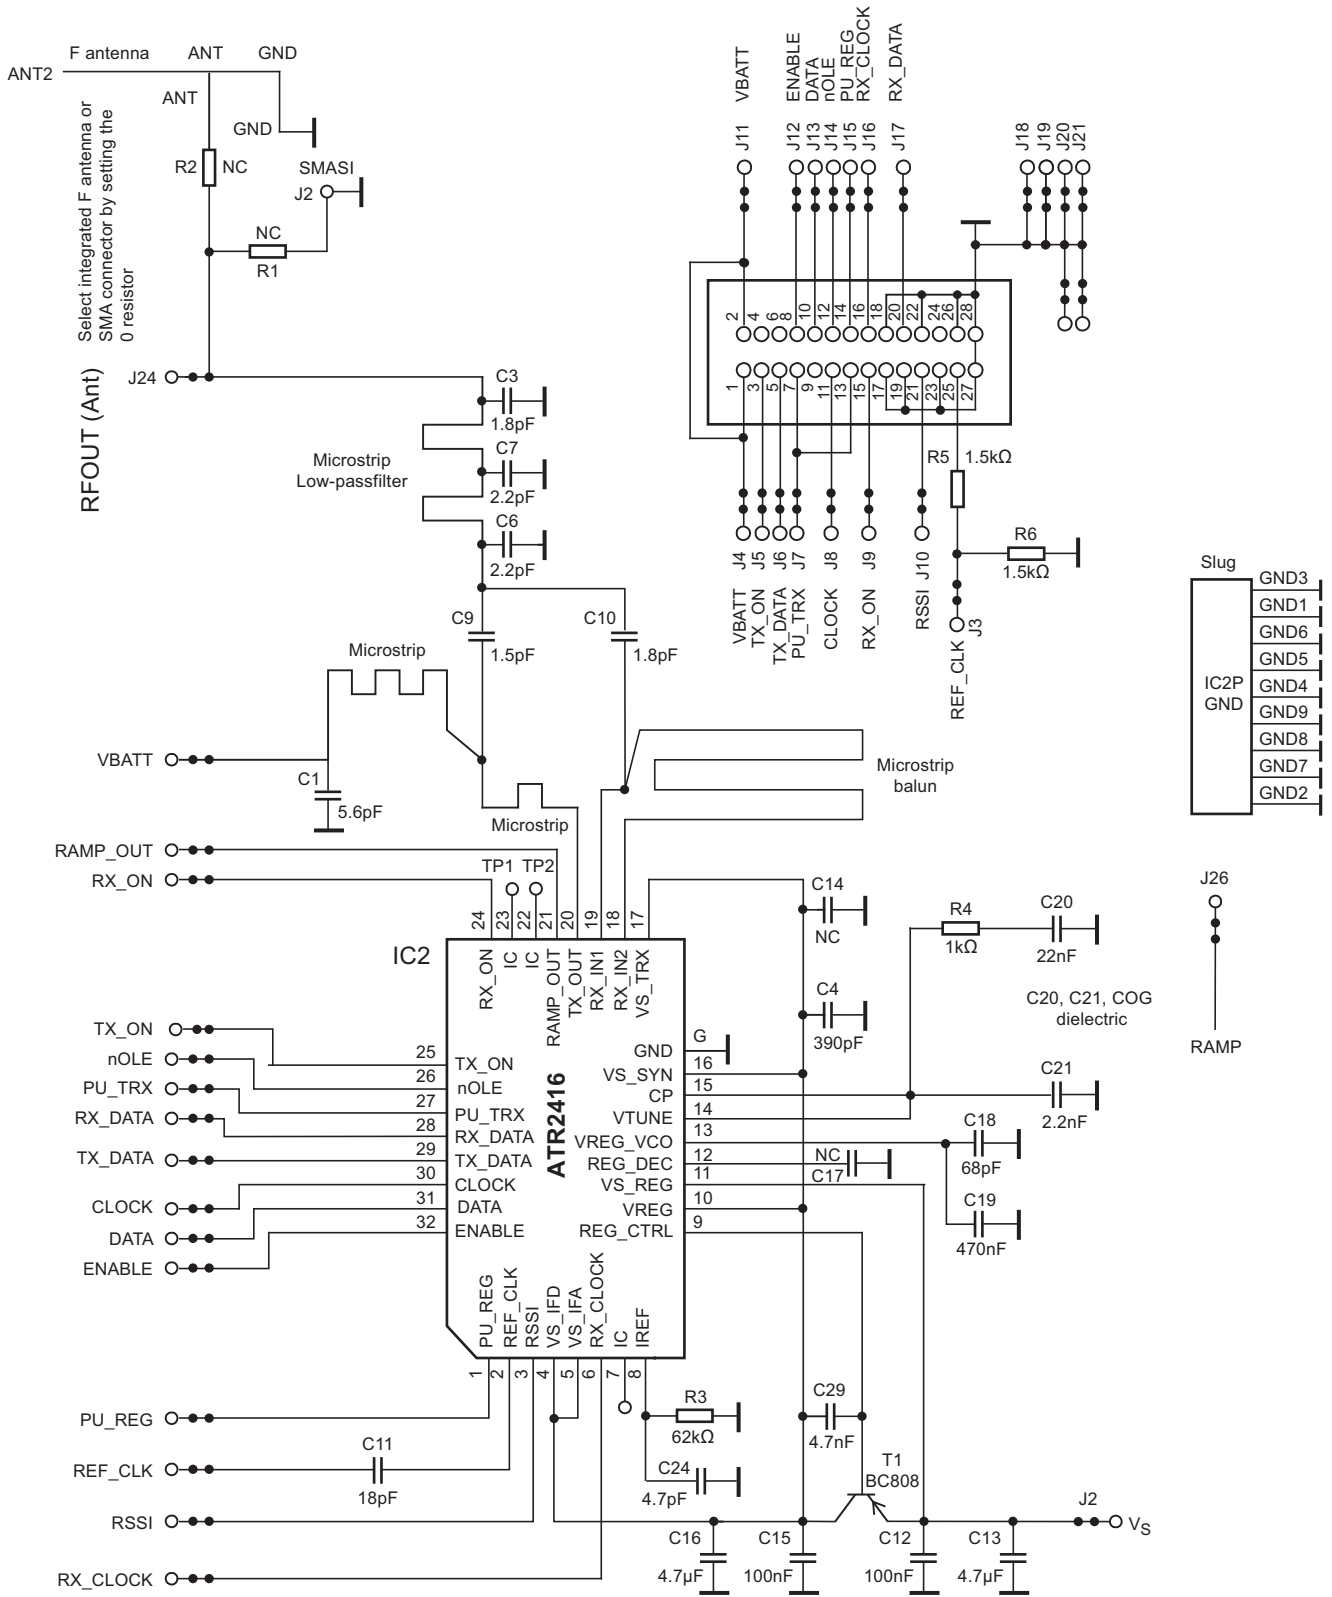 F antenna
ANT
GND
ANT2
ANT
GND
Select integrated F antenna or
SMA connector by setting the
0 resistor
R2
NC
SMASI
J2
NC
R1
J24
RFOUT (Ant)
C3
1.8pF
C7
2.2pF
C6
2.2pF
Microstrip
Low-passfilter
C9
1.5pF
C10
1.8pF
Microstrip
VBATT
C1
5.6pF
Microstrip
Microstrip
balun
VBATT
ENABLE
DATA
nOLE
PU_REG
RX_CLOCK
RX_DATA
J11
J12
J13
J14
J15
J16
J17
J18
J19
J20
J21
2
4
6
8
10
12
14
16
18
20
22
24
26
28
1
3
5
7
9
11
13
15
17
19
21
23
25
27
R5
1.5kΩ
R6
1.5kΩ
J4
J5
J6
J7
J8
J9
J10
J3
VBATT
TX_ON
TX_DATA
PU_TRX
CLOCK
RX_ON
RSSI
REF_CLK
Slug
IC2P
GND
GND3
GND1
GND6
GND5
GND4
GND9
GND8
GND7
GND2
J26
RAMP
RAMP_OUT
RX_ON
TP1
TP2
24
23
22
21
20
19
18
17
IC2
RX_ON
IC
IC
RAMP_OUT
TX_OUT
RX_IN1
RX_IN2
VS_TRX
C14
NC
C4
390pF
R4
1kΩ
C20
22nF
C20, C21, COG
dielectric
C21
2.2nF
C18
68pF
C19
470nF
NC
C17
TX_ON
nOLE
PU_TRX
RX_DATA
TX_DATA
CLOCK
DATA
ENABLE
25
26
27
28
29
30
31
32
TX_ON
nOLE
PU_TRX
RX_DATA
TX_DATA
CLOCK
DATA
ENABLE
ATR2416
GND
VS_SYN
CP
VTUNE
VREG_VCO
REG_DEC
VS_REG
VREG
REG_CTRL
G
16
15
14
13
12
11
10
9
PU_REG
REF_CLK
RSSI
VS_IFD
VS_IFA
RX_CLOCK
IC
IREF
1
2
3
4
5
6
7
8
PU_REG
REF_CLK
C11
18pF
RSSI
RX_CLOCK
R3
62kΩ
C24
4.7pF
C29
4.7nF
T1
BC808
C16
4.7µF
C15
100nF
C12
100nF
C13
4.7µF
J2
VS